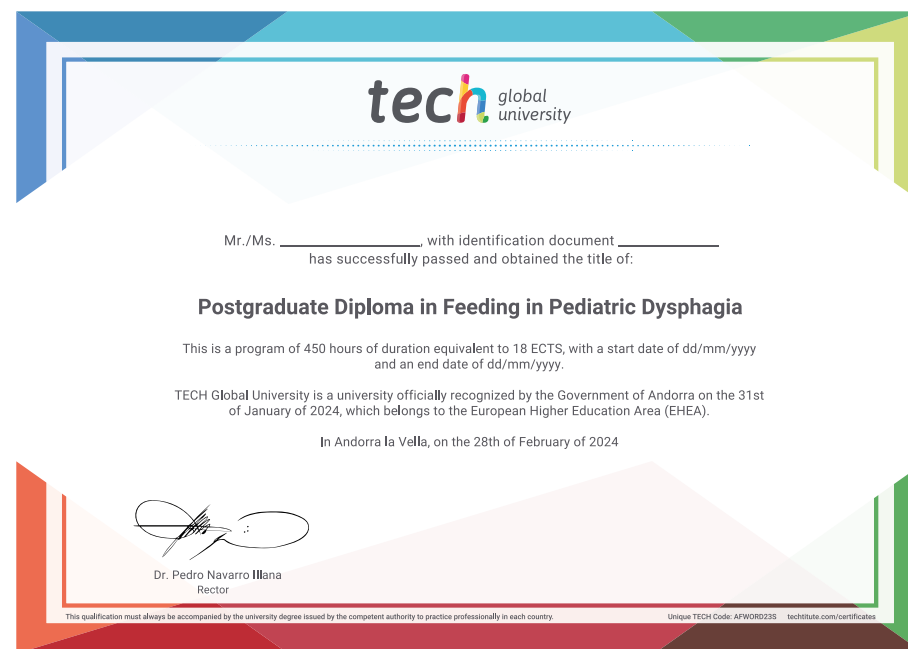 tech global
university
Mr./Ms. ____________________, with identification document ______________
has successfully passed and obtained the title of:
Postgraduate Diploma in Feeding in Pediatric Dysphagia
This is a program of 450 hours of duration equivalent to 18 ECTS, with a start date of dd/mm/yyyy
and an end date of dd/mm/yyyy.
TECH Global University is a university officially recognized by the Government of Andorra on the 31st
of January of 2024, which belongs to the European Higher Education Area (EHEA).
In Andorra la Vella, on the 28th of February of 2024
Dr. Pedro Navarro Illana
Rector
This qualification must always be accompanied by the university degree issued by the competent authority to practice professionally in each country. Unique TECH Code: AFWORD23S techtitute.com/certificates